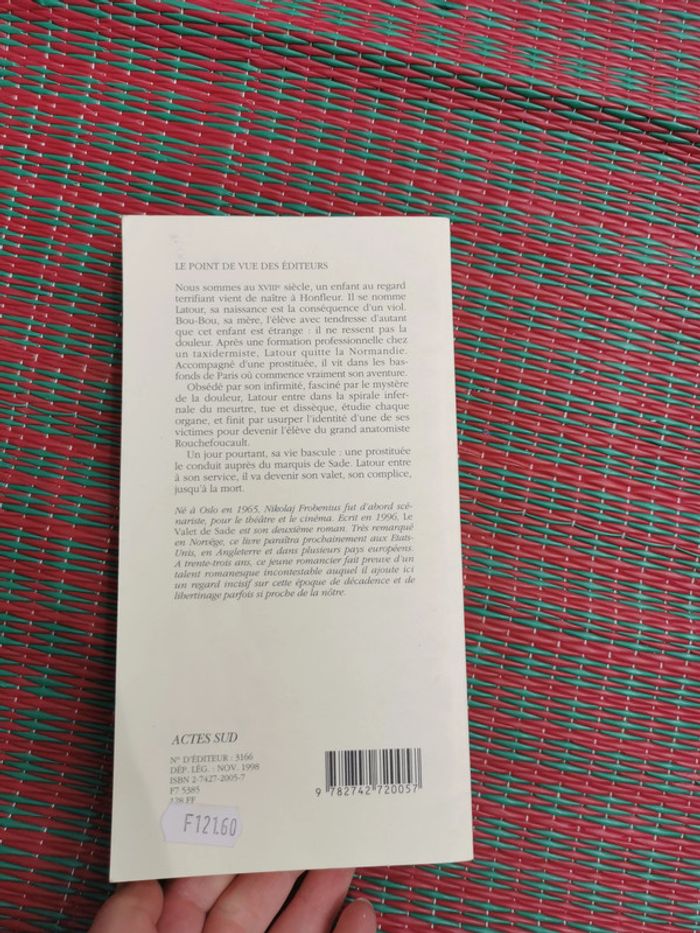 LE POINT DE VUE DES ÉDITEURS
Nous sommes au XVIIIe siècle, un enfant au regard
terrifiant vient de naître à Honfleur. Il se nomme
Latour, sa naissance est la conséquence d'un viol.
Bou-Bou, sa mère, l'élève avec tendresse d'autant
que cet enfant est étrange : il ne ressent pas la
douleur. Après une formation professionnelle chez
un taxidermiste, Latour quitte la Normandie.
Accompagné d'une prostituée, il vit dans les bas-
fonds de Paris où commence vraiment son aventure.
Obsédé par son infirmité, fasciné par le mystère
de la douleur, Latour entre dans la spirale infer-
nale du meurtre, tue et dissèque, étudie chaque
organe, et finit par usurper l'identité d'une de ses
victimes pour devenir l'élève du grand anatomiste
Rouchefoucault.
Un jour pourtant, sa vie bascule : une prostituée
le conduit auprès du marquis de Sade. Latour entre
à son service, il va devenir son valet, son complice,
jusqu'à la mort.
Né à Oslo en 1965, Nikolaj Frobenius fut d'abord scé-
nariste, pour le théâtre et le cinéma. Ecrit en 1996, Le
Valet de Sade est son deuxième roman. Très remarqué
en Norvège, ce livre paraîtra prochainement aux Etats-
Unis, en Angleterre et dans plusieurs pays européens.
A trente-trois ans, ce jeune romancier fait preuve d'un
talent romanesque incontestable auquel il ajoute ici
un regard incisif sur cette époque de décadence et de
libertinage parfois si proche de la nôtre.
ACTES SUD
N° D'ÉDITEUR : 3166
DÉP. LÉG. : NOV. 1998
ISBN 2-7427-2005-7
F7 5385
128 FF
F121.60
9 782742 720057